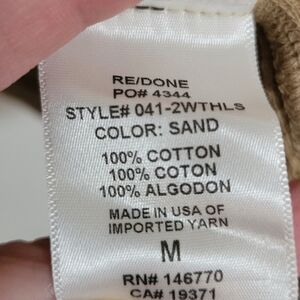 RE/DONE
PO# 4344
STYLE# 041-2WTHLS
COLOR: SAND
100% COTTON
100% COTON
100% ALGODON
MADE IN USA OF
IMPORTED YARN
M
RN# 146770
CA# 19371